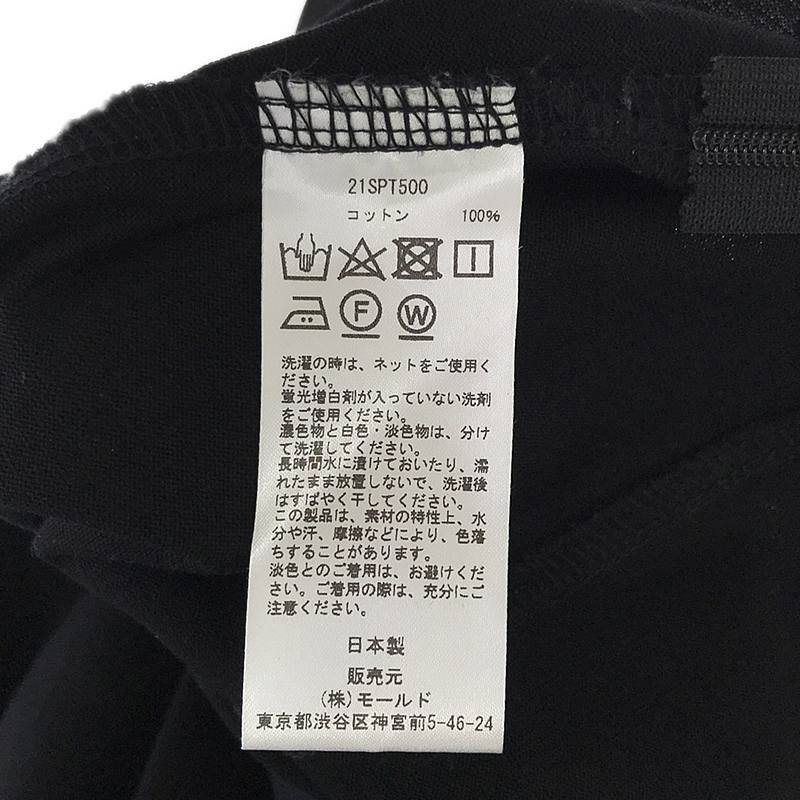 21SPT500
コットン 100%
F W
洗濯の時は、ネットをご使用く
ださい。
蛍光増白剤が入っていない洗剤
をご使用ください。
濃色物と白色・淡色物は、分け
て洗濯してください。
長時間水に漬けておいたり、濡
れたまま放置しないで、洗濯後
はすばやく干してください。
この製品は、素材の特性上、水
分や汗、摩擦などにより、色落
ちすることがあります。
淡色とのご着用は、お避けくだ
さい。ご着用の際は、充分にご
注意ください。
日本製
販売元
(株)モールド
東京都渋谷区神宮前5-46-24